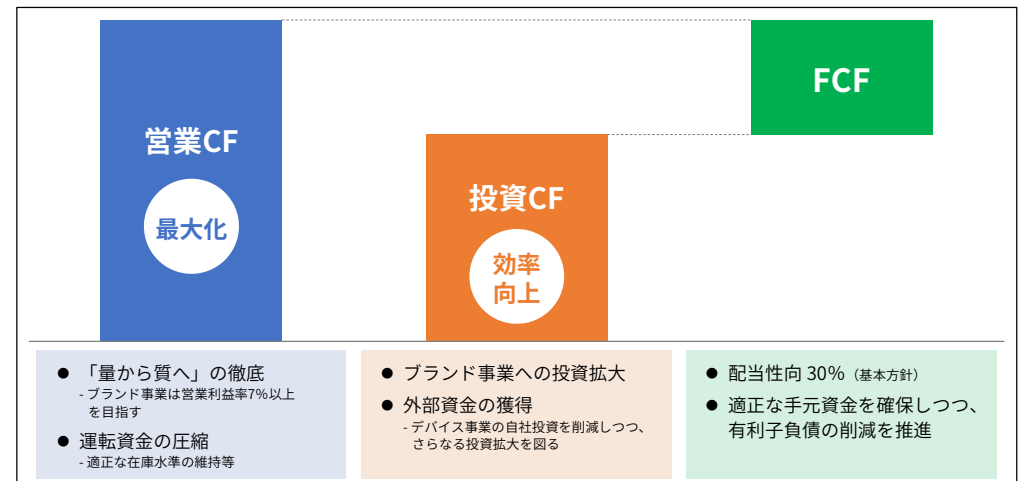 営業CF
最大化
投資CF
効率
向上
FCF
● 「量から質へ」の徹底
- ブランド事業は営業利益率7%以上
を目指す
● 運転資金の圧縮
- 適正な在庫水準の維持等
● ブランド事業への投資拡大
● 外部資金の獲得
- デバイス事業の自社投資を削減しつつ、
さらなる投資拡大を図る
● 配当性向 30%（基本方針）
● 適正な手元資金を確保しつつ、
有利子負債の削減を推進